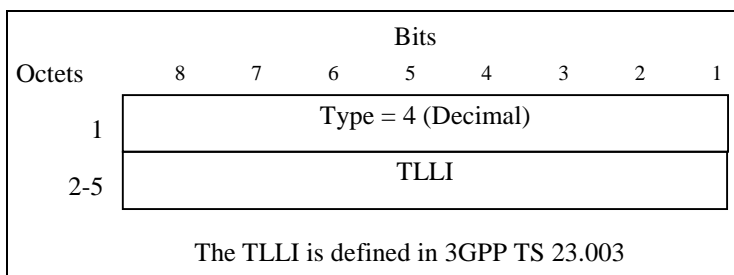 Bits
Octets 8 7 6 5 4 3 2 1
1 Type = 4 (Decimal)
2-5 TLLI
The TLLI is defined in 3GPP TS 23.003